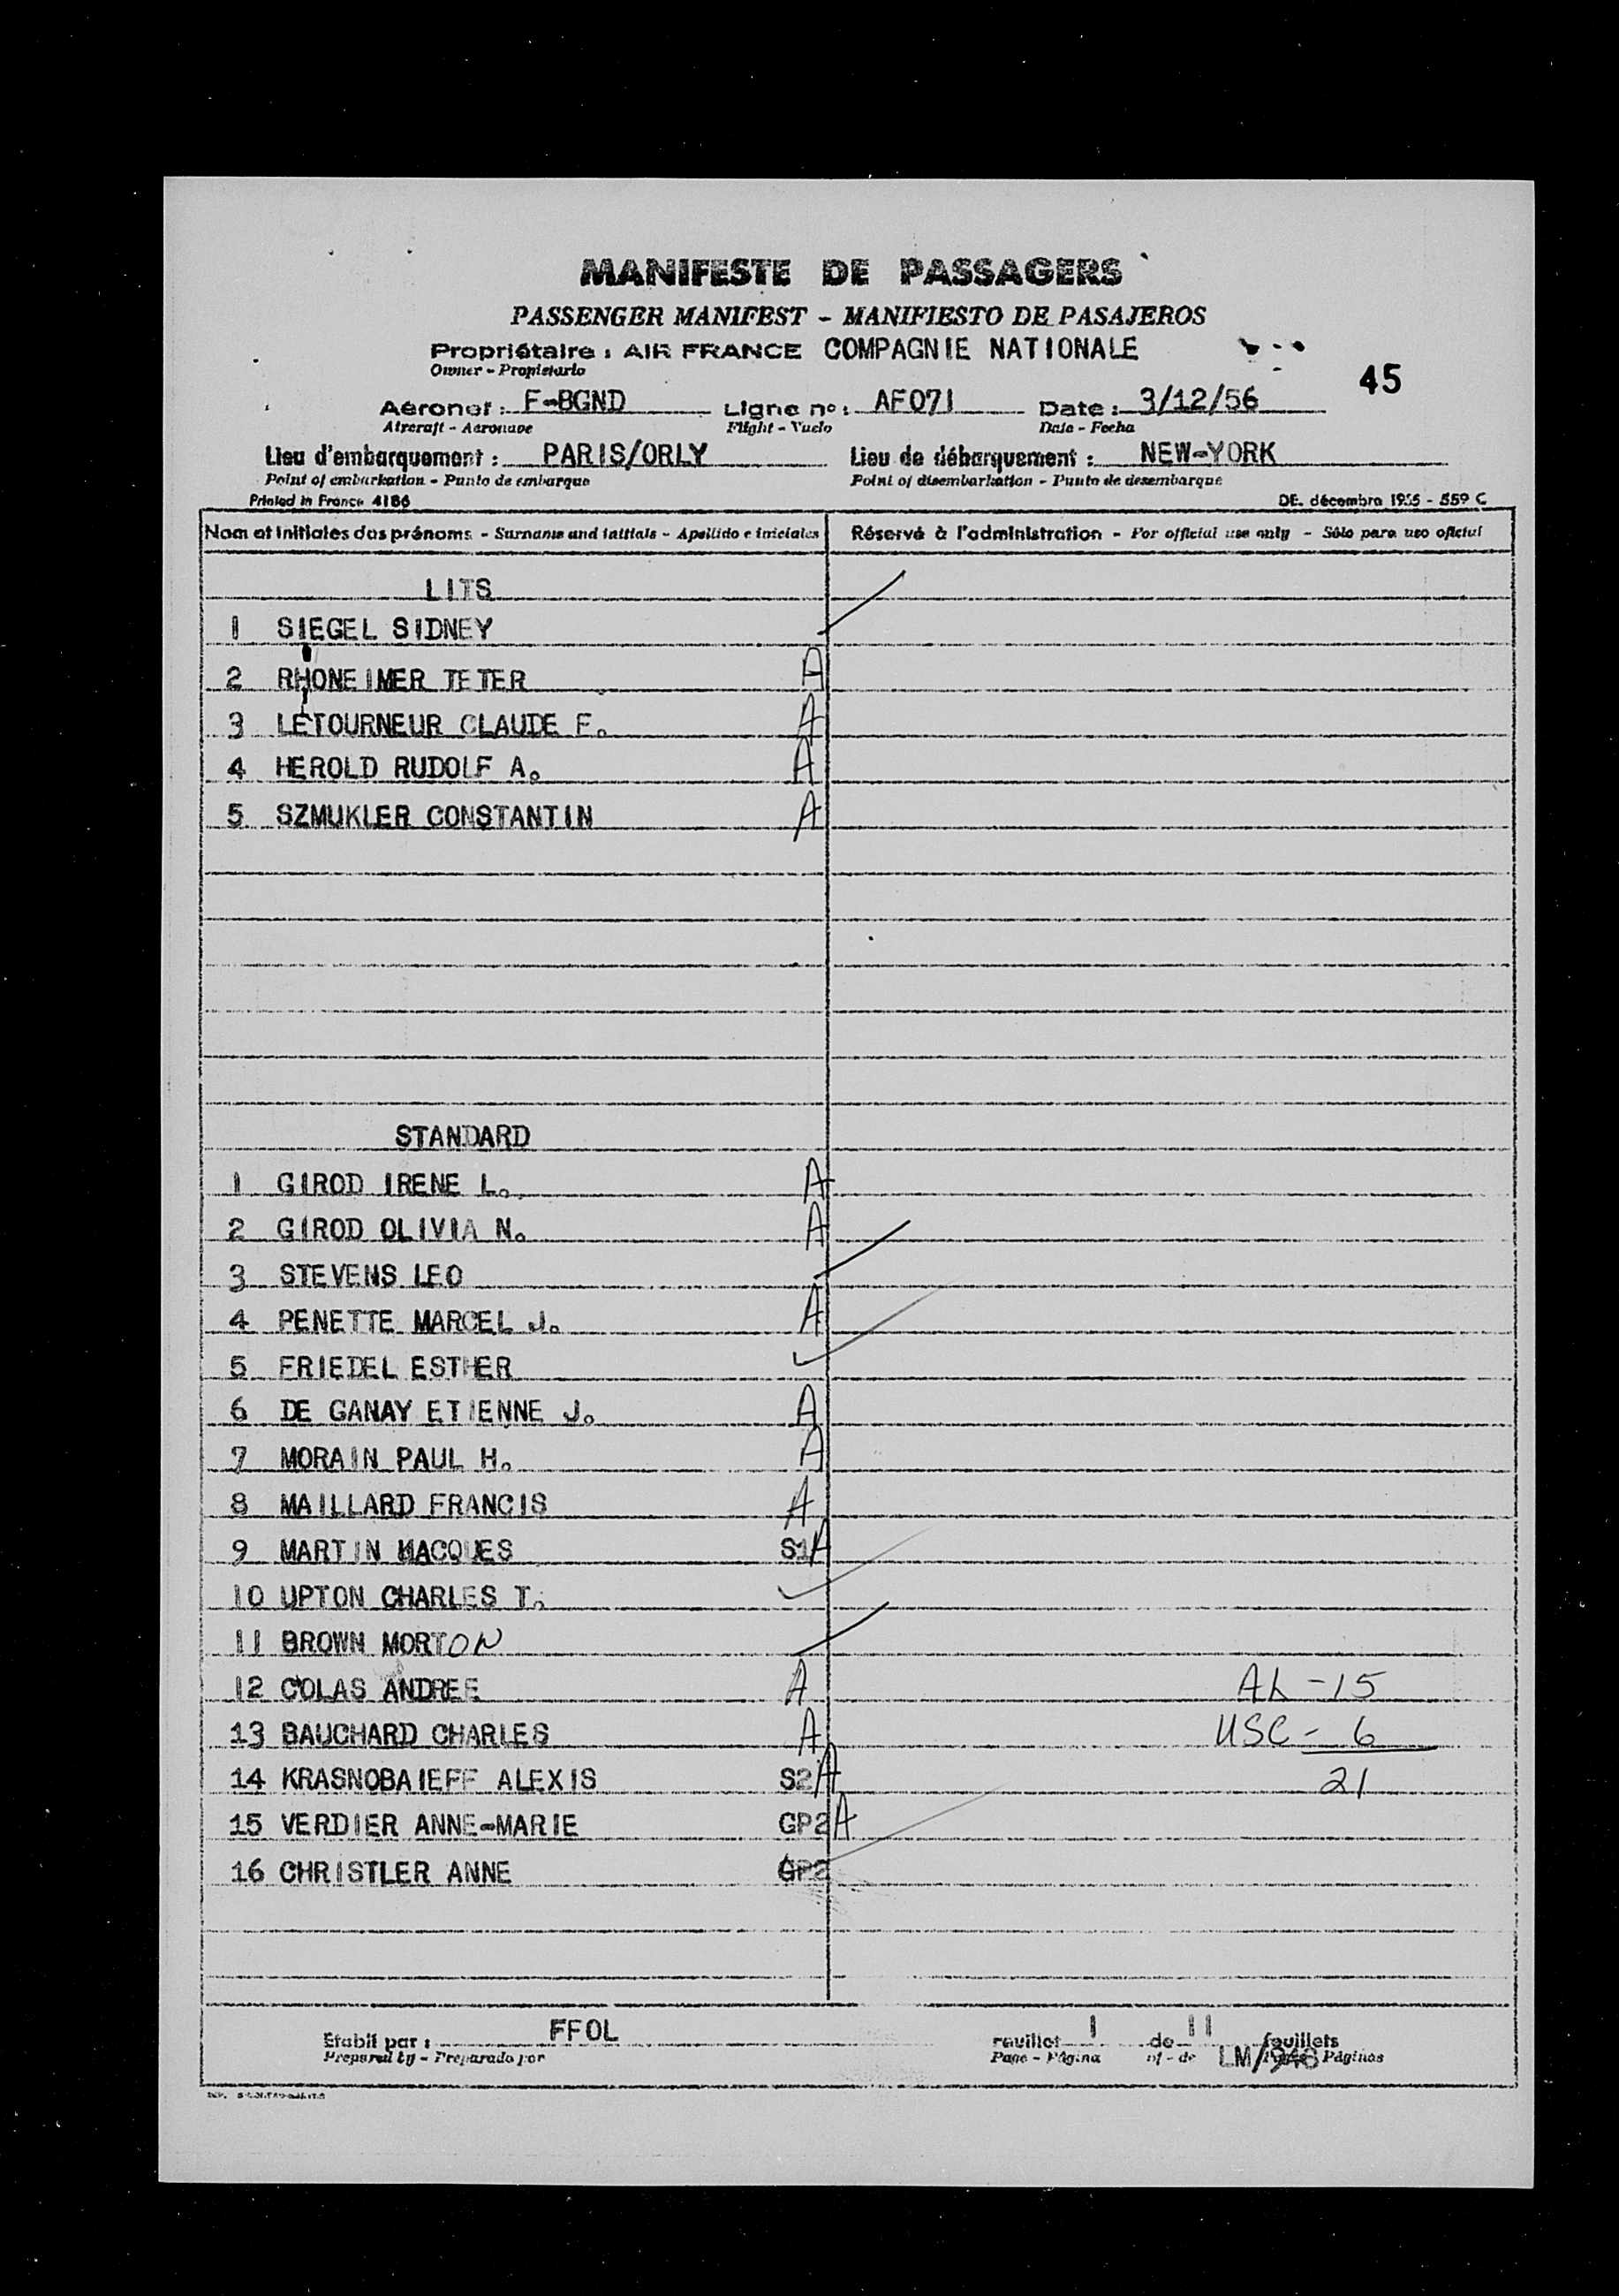 MANIFESTE DE PASSAGERS
PASSENGER MANIFEST - MANIFIESTO DE PASAJEROS
Propriétaire : AIR FRANCE COMPAGNIE NATIONALE
Owner - Propietario
45
Aéronef : F-BGND Ligne no : AF071 Date : 3/12/56
Aircraft - Aeronave Flight - Vuelo Date - Fecha
Lieu d'embarquement : PARIS/ORLY Lieu de débarquement : NEW-YORK
Point of embarkation - Punto de embarque Point of disembarkation - Punto de desembarque
Printed in France 4186 DE. décembre 1955 - 559 C
Nom et initiales des prénoms - Surname and initials - Apellido e iniciales Réservé à l'administration - For official use only - Sólo para uso oficial
LITS
1 SIEGEL SIDNEY
2 RHONEIMER TETER A
3 LETOURNEUR CLAUDE F. A
4 HEROLD RUDOLF A. A
5 SZMUKLER CONSTANTIN A
STANDARD
1 GIROD IRENE L. A
2 GIROD OLIVIA N. A
3 STEVENS LEO
4 PENETTE MARCEL J. A
5 FRIEDEL ESTHER
6 DE GANAY ETIENNE J. A
7 MORAIN PAUL H. A
8 MAILLARD FRANCIS A
9 MARTIN MACQUES S1 A
10 UPTON CHARLES T.
11 BROWN MORTON
12 COLAS ANDREE A AL - 15
13 BAUCHARD CHARLES A USC - 6
14 KRASNOBAIEFF ALEXIS S2 A 21
15 VERDIER ANNE-MARIE GP2 A
16 CHRISTLER ANNE GP2
Etabli par : FFOL feuillet 1 de 11 feuillets
Prepared by - Preparado por Page - Página of - de LM/ Páginas